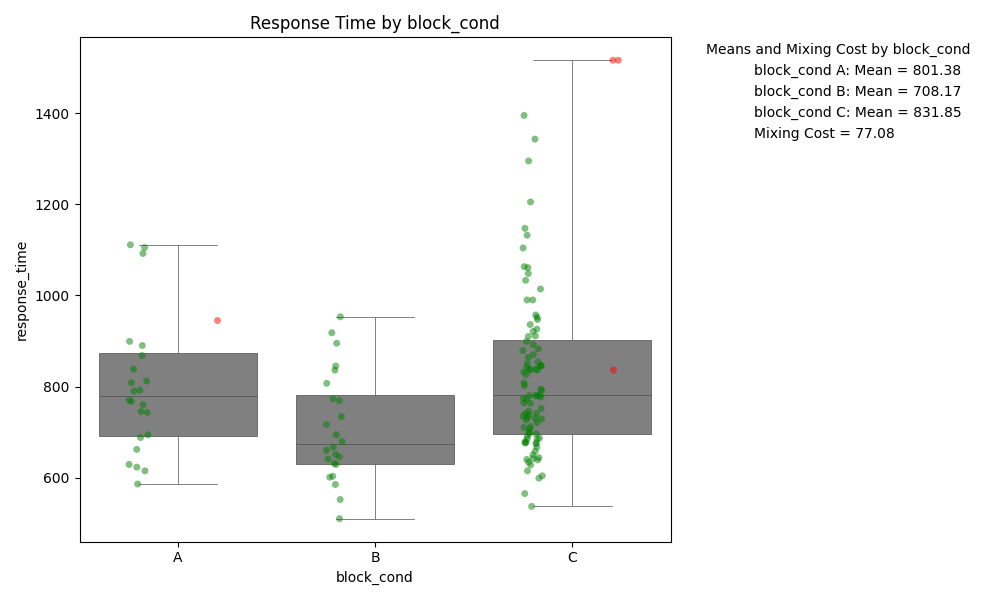 Response Time by block_cond
Means and Mixing Cost by block_cond
block_cond A: Mean = 801.38
block_cond B: Mean = 708.17
block_cond C: Mean = 831.85
Mixing Cost = 77.08
response_time
1400
1200
1000
800
600
A
B
C
block_cond